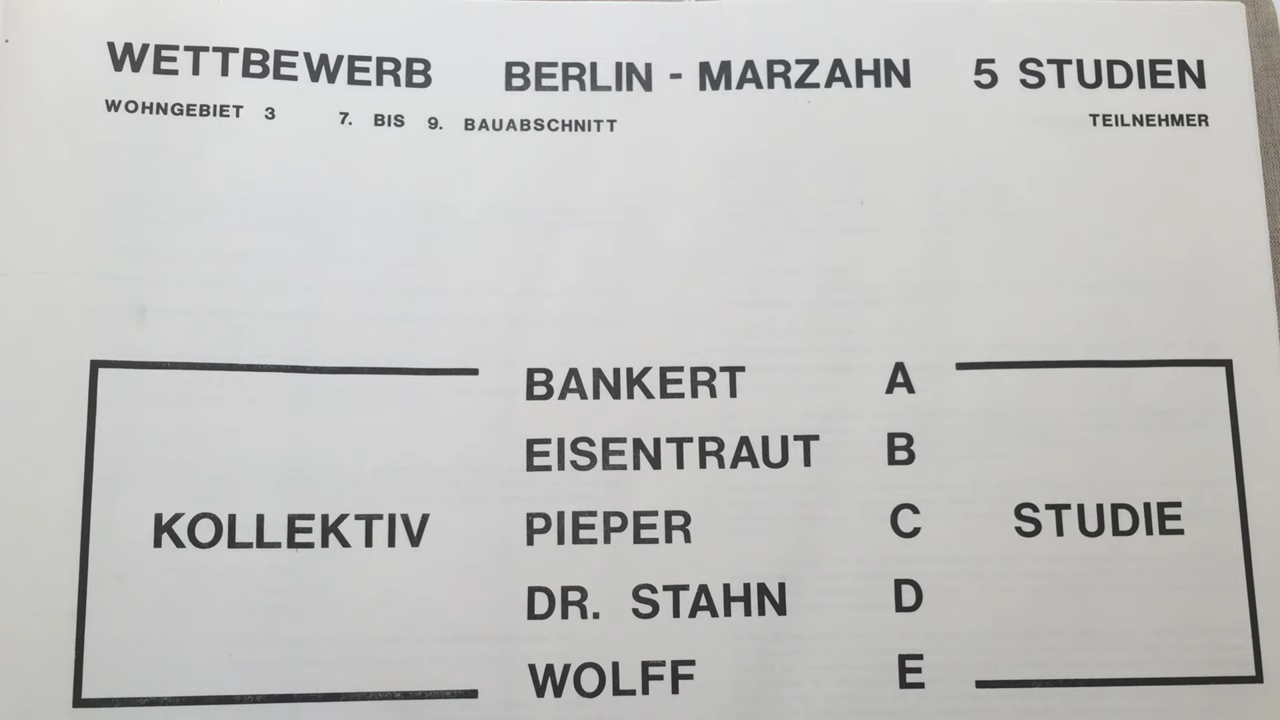 WETTBEWERB BERLIN - MARZAHN 5 STUDIEN
WOHNGEBIET 3 7. BIS 9. BAUABSCHNITT TEILNEHMER
BANKERT A
EISENTRAUT B
KOLLEKTIV PIEPER C STUDIE
DR. STAHN D
WOLFF E